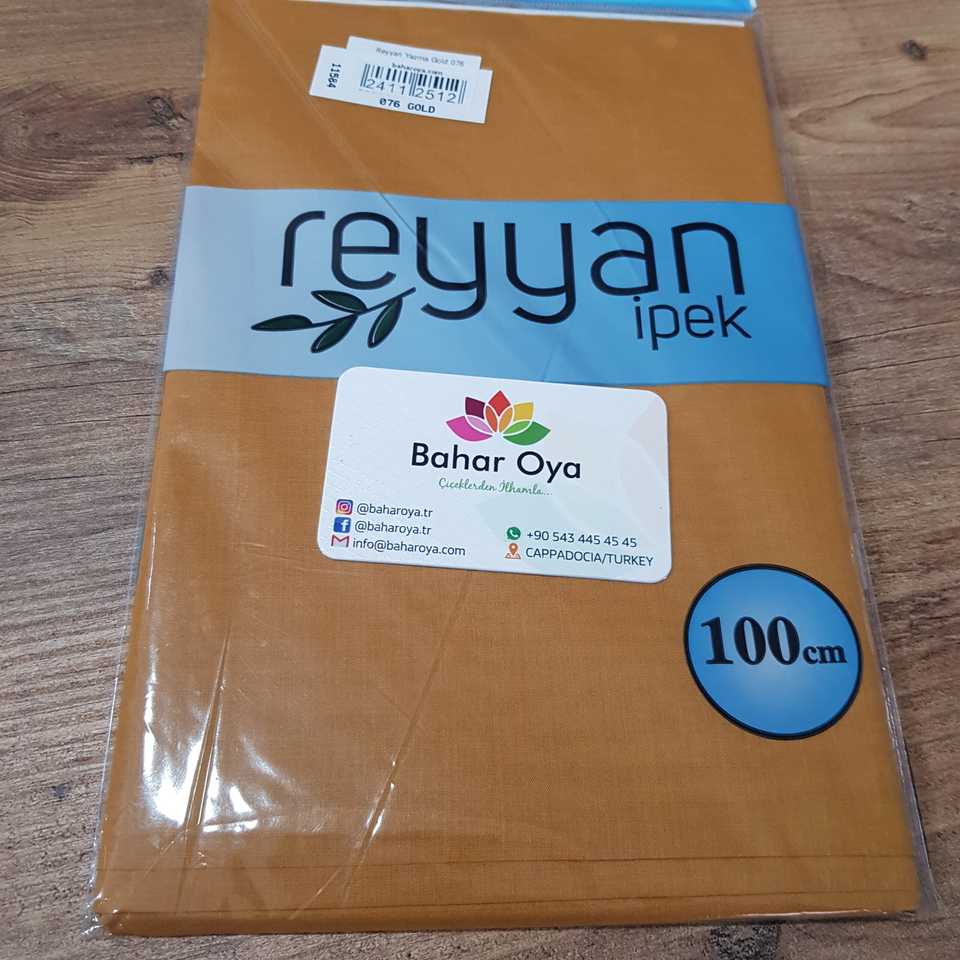 Reyyan Yazma Gold 076
baharoya.com
11584
2411 2512
076 GOLD
reyyan
ipek
Bahar Oya
Çiçeklerden İlhamla...
@baharoya.tr
@baharoya.tr
info@baharoya.com
+90 543 445 45 45
CAPPADOCIA/TURKEY
100cm